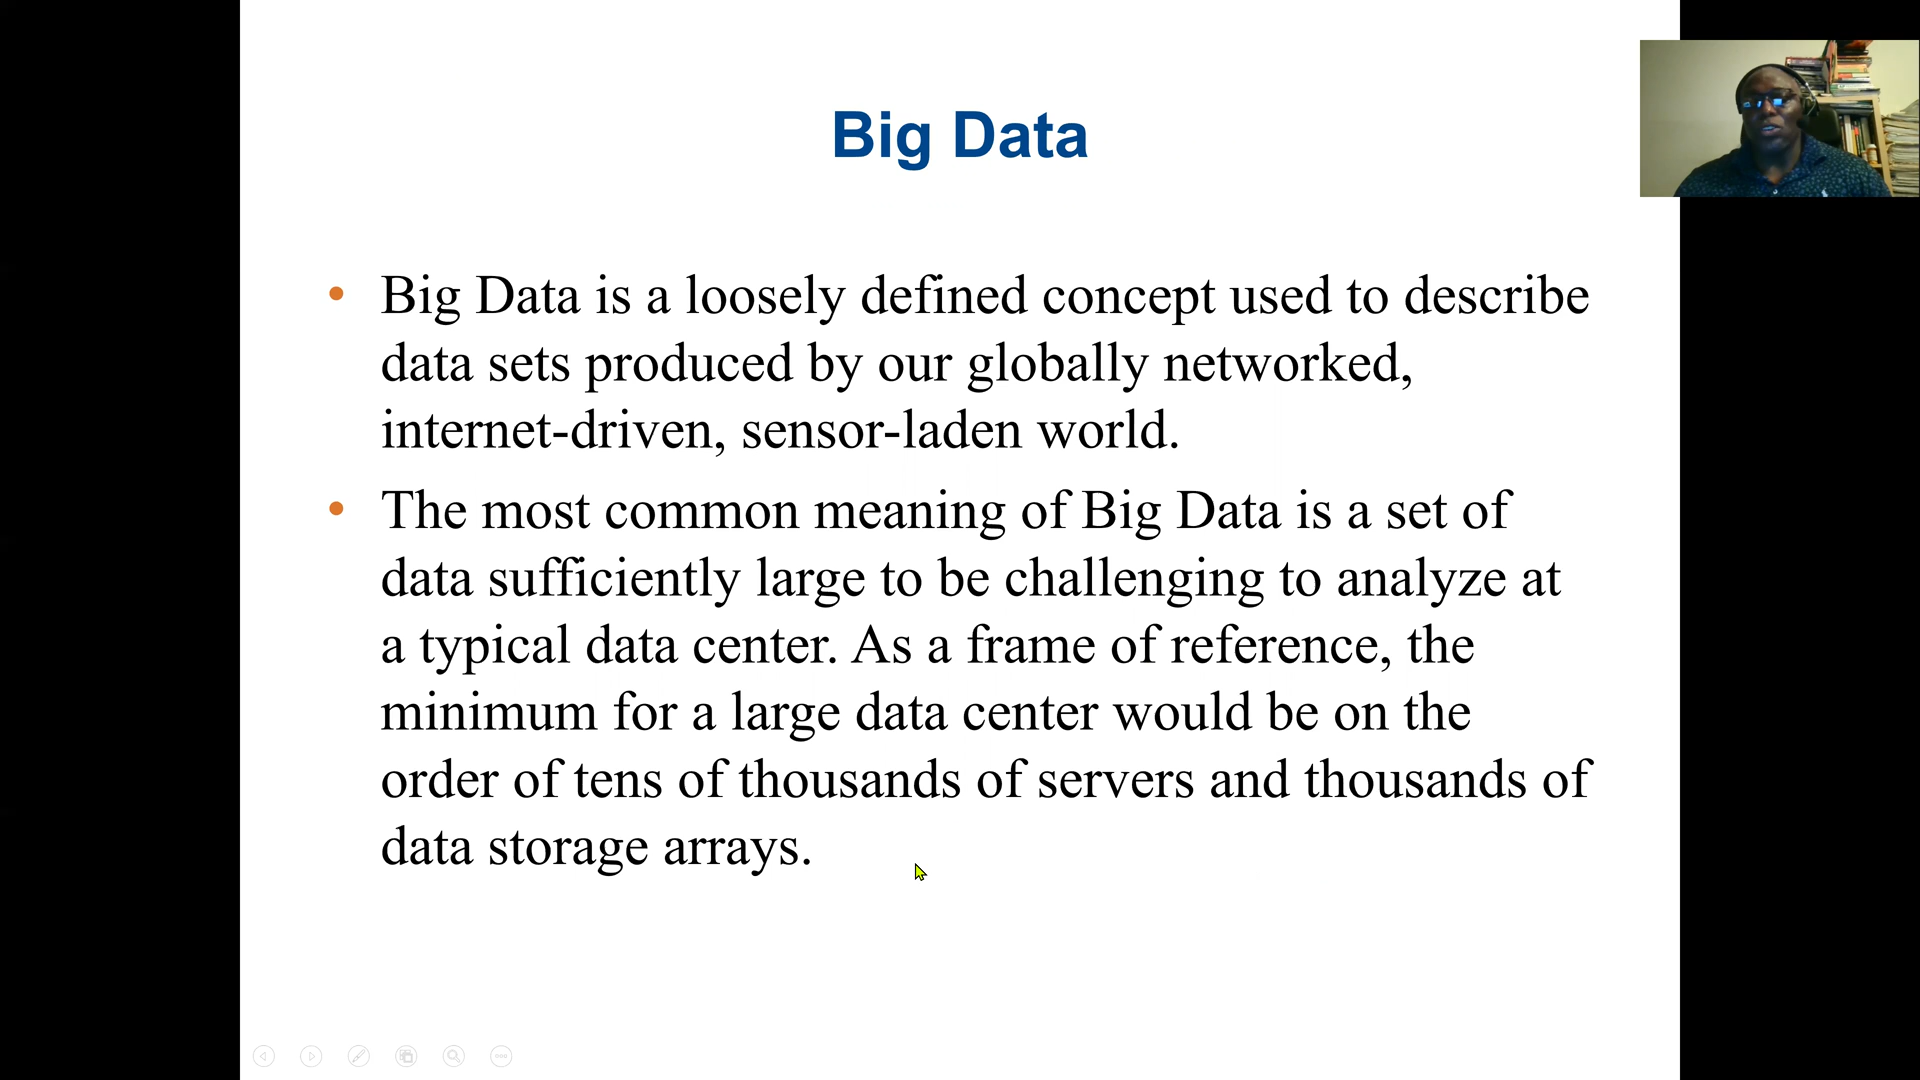 Big Data
• Big Data is a loosely defined concept used to describe
data sets produced by our globally networked,
internet-driven, sensor-laden world.
• The most common meaning of Big Data is a set of
data sufficiently large to be challenging to analyze at
a typical data center. As a frame of reference, the
minimum for a large data center would be on the
order of tens of thousands of servers and thousands of
data storage arrays.